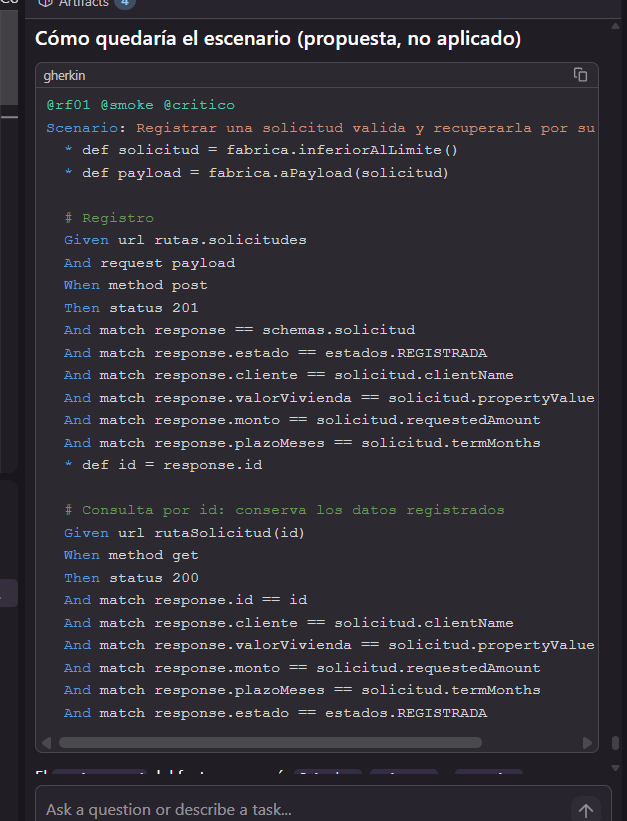 Artifacts 4
Cómo quedaría el escenario (propuesta, no aplicado)
gherkin
@rf01 @smoke @critico
Scenario: Registrar una solicitud valida y recuperarla por su
* def solicitud = fabrica.inferiorAlLimite()
* def payload = fabrica.aPayload(solicitud)
# Registro
Given url rutas.solicitudes
And request payload
When method post
Then status 201
And match response == schemas.solicitud
And match response.estado == estados.REGISTRADA
And match response.cliente == solicitud.clientName
And match response.valorVivienda == solicitud.propertyValue
And match response.monto == solicitud.requestedAmount
And match response.plazoMeses == solicitud.termMonths
* def id = response.id
# Consulta por id: conserva los datos registrados
Given url rutaSolicitud(id)
When method get
Then status 200
And match response.id == id
And match response.cliente == solicitud.clientName
And match response.valorVivienda == solicitud.propertyValue
And match response.monto == solicitud.requestedAmount
And match response.plazoMeses == solicitud.termMonths
And match response.estado == estados.REGISTRADA
Ask a question or describe a task...